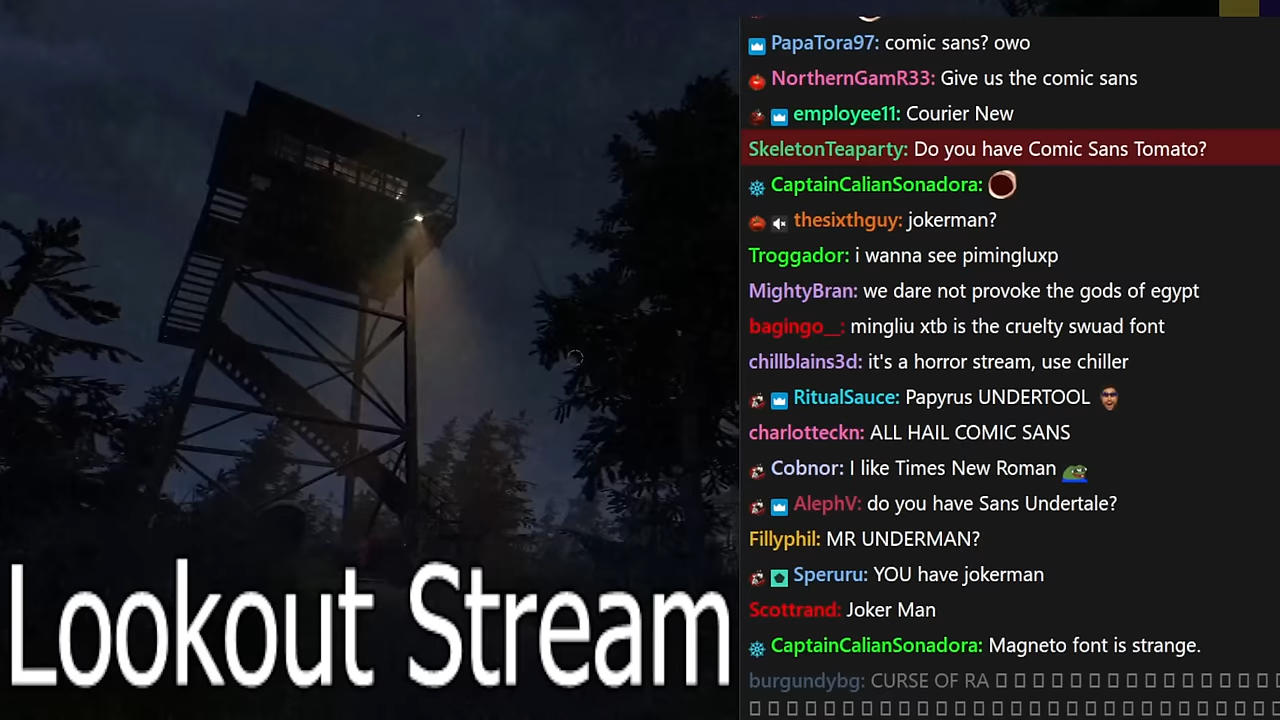 PapaTora97: comic sans? owo
NorthernGamR33: Give us the comic sans
employee11: Courier New
SkeletonTeaparty: Do you have Comic Sans Tomato?
CaptainCalianSonadora:
thesixthguy: jokerman?
Troggador: i wanna see pimingluxp
MightyBran: we dare not provoke the gods of egypt
bagingo__: mingliu xtb is the cruelty swuad font
chillblains3d: it's a horror stream, use chiller
RitualSauce: Papyrus UNDERTOOL
charlotteckn: ALL HAIL COMIC SANS
Cobnor: I like Times New Roman
AlephV: do you have Sans Undertale?
Fillyphil: MR UNDERMAN?
Speruru: YOU have jokerman
Scottrand: Joker Man
CaptainCalianSonadora: Magneto font is strange.
burgundybg: CURSE OF RA
Lookout Stream